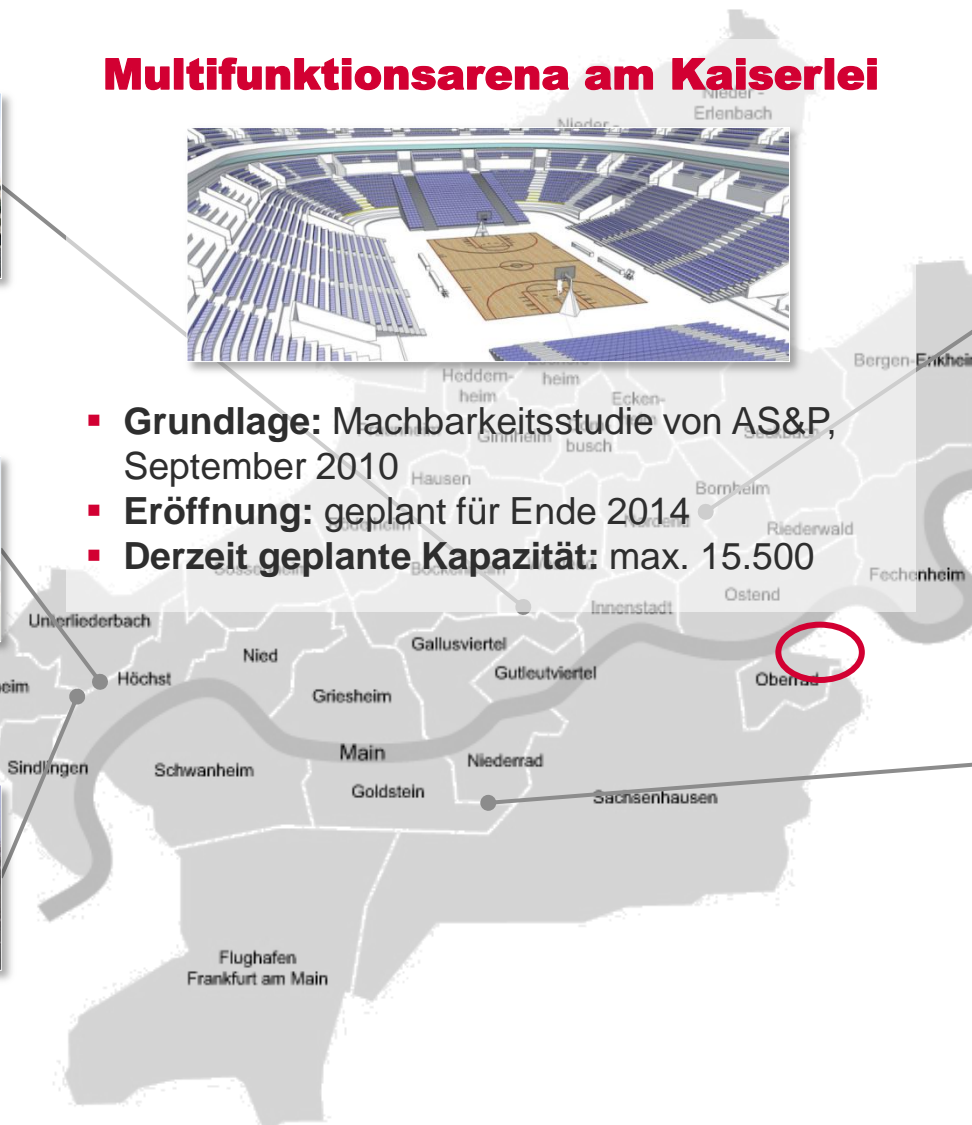 Multifunktionsarena am Kaiserlei
Nieder -
Erlenbach
Nieder -
Bergen-Enkheim
Heddern-
heim
heim
Ecken-
busch
Ginnheim
▪ Grundlage: Machbarkeitsstudie von AS&P,
September 2010
Hausen
Bornheim
▪ Eröffnung: geplant für Ende 2014
Nordend
Riederwald
▪ Derzeit geplante Kapazität: max. 15.500
Fechenheim
Ostend
Innenstadt
Unterliederbach
Nied
Gallusviertel
Gutleutviertel
Höchst
eim
Griesheim
Oberrad
Main
Niederrad
Sindlingen
Schwanheim
Goldstein
Sachsenhausen
Flughafen
Frankfurt am Main